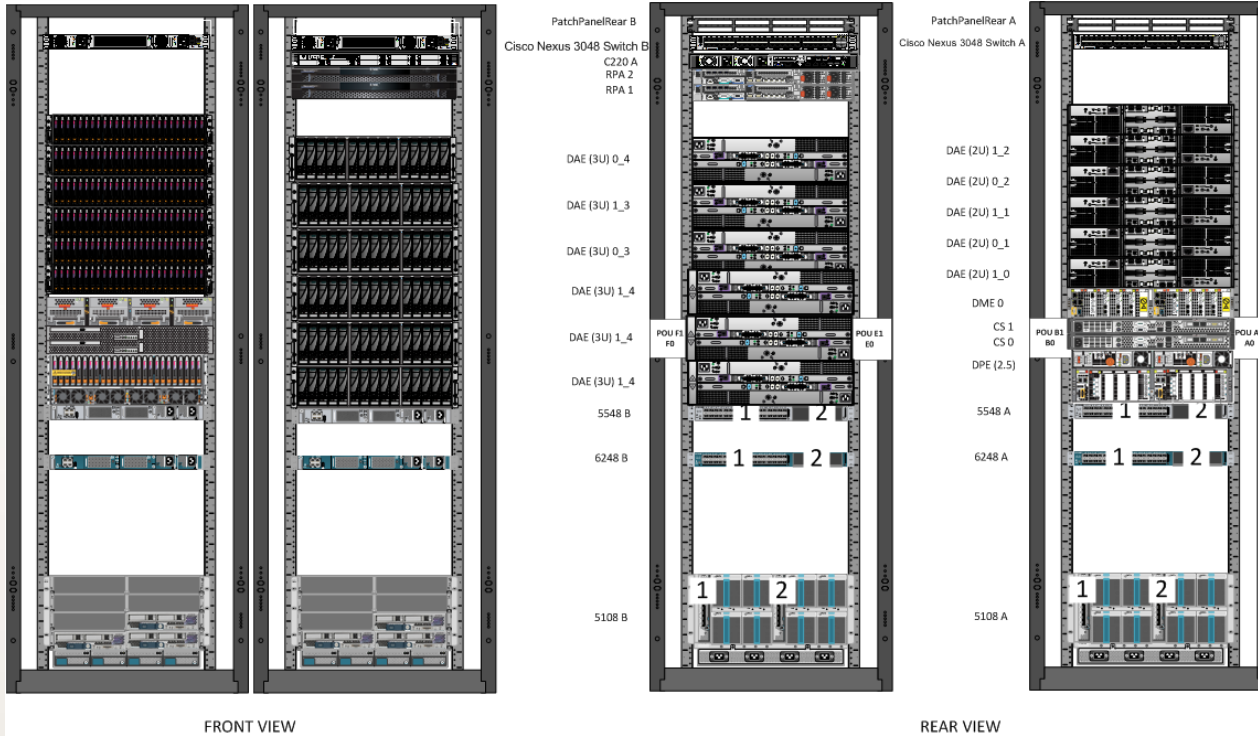 PatchPanelRear B
Cisco Nexus 3048 Switch B
C220 A
RPA 2
RPA 1
DAE (3U) 0_4
DAE (3U) 1_3
DAE (3U) 0_3
DAE (3U) 1_4
DAE (3U) 1_4
DAE (3U) 1_4
5548 B
6248 B
5108 B
POU F1
F0
POU E1
E0
1 2
1 2
1 2
PatchPanelRear A
Cisco Nexus 3048 Switch A
DAE (2U) 1_2
DAE (2U) 0_2
DAE (2U) 1_1
DAE (2U) 0_1
DAE (2U) 1_0
DME 0
CS 1
CS 0
DPE (2.5)
5548 A
6248 A
5108 A
POU B1
B0
POU A
A0
1 2
1 2
1 2
FRONT VIEW
REAR VIEW